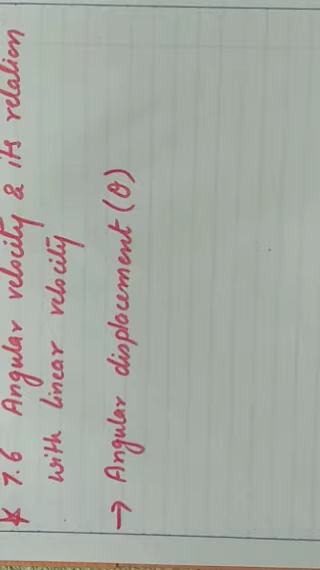 * 7.6 Angular velocity & its relation
with linear velocity
→ Angular displacement (θ)